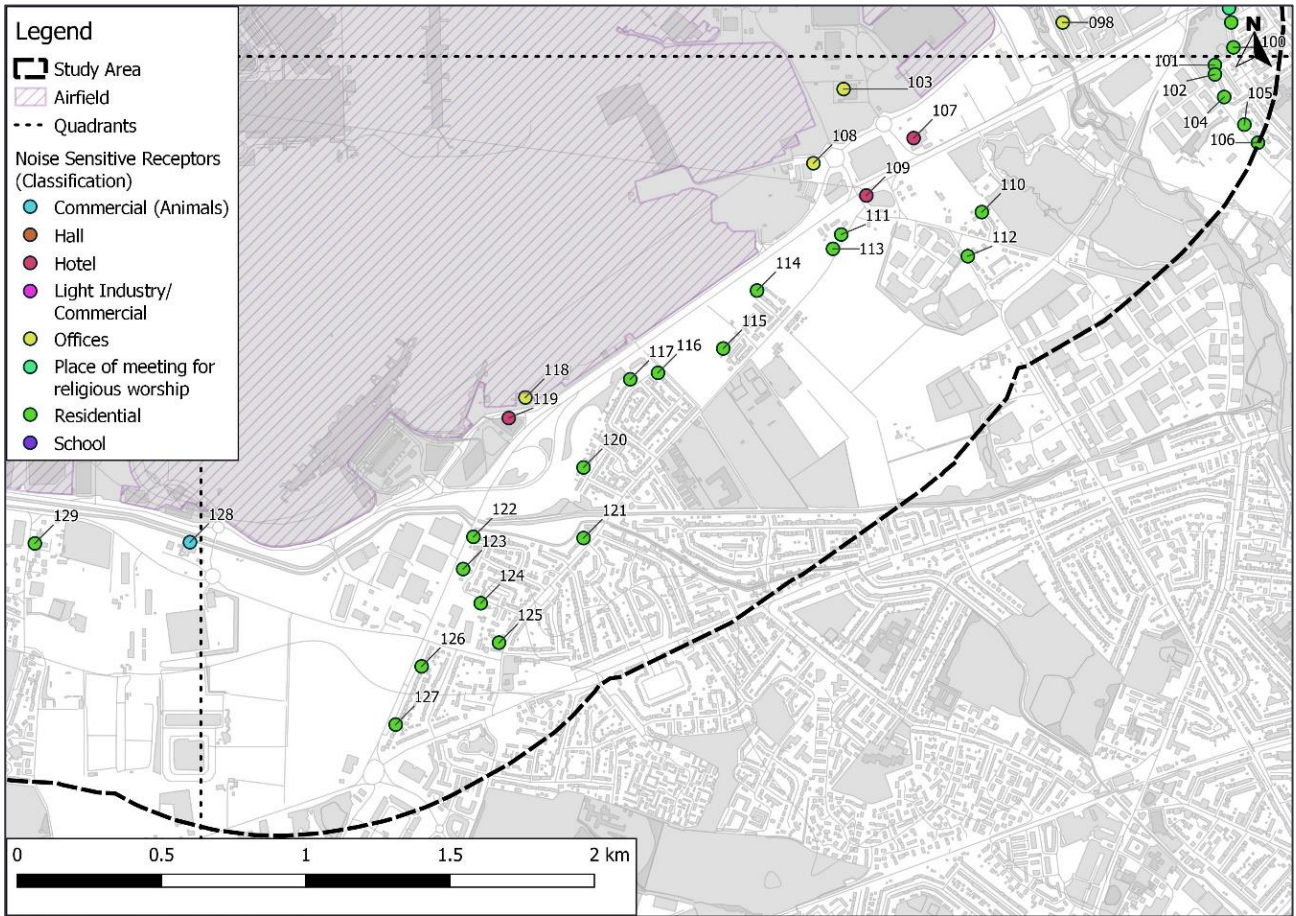 Legend
Study Area
Airfield
Quadrants
Noise Sensitive Receptors
(Classification)
Commercial (Animals)
Hall
Hotel
Light Industry/
Commercial
Offices
Place of meeting for
religious worship
Residential
School
098
N
100
101
102
103
104
105
106
107
108
109
110
111
112
113
114
115
116
117
118
119
120
121
122
123
124
125
126
127
128
129
0 0.5 1 1.5 2 km